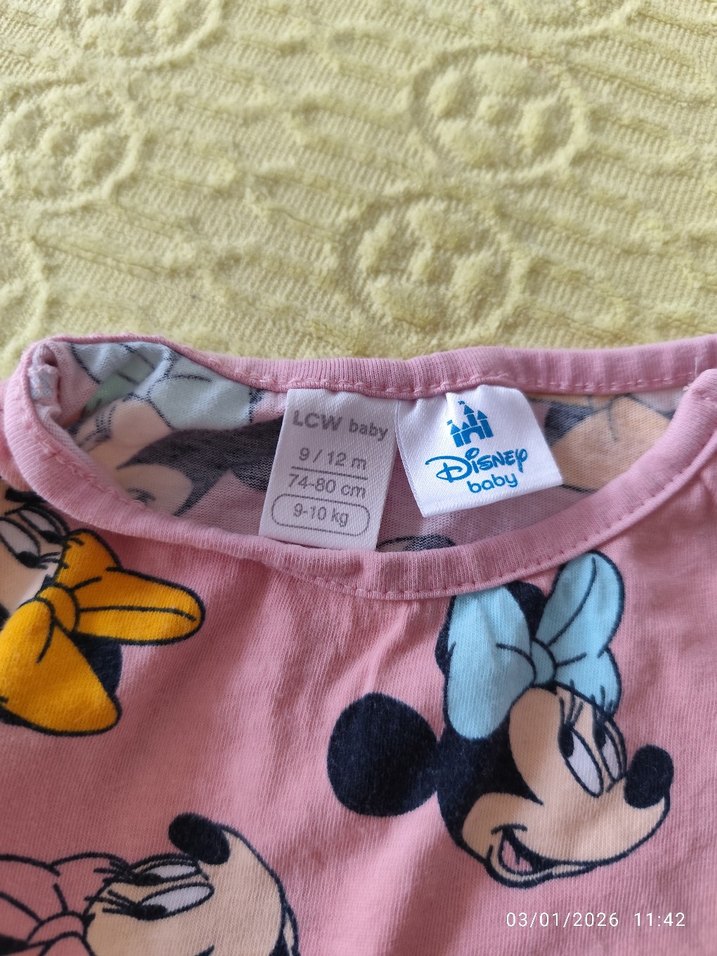 LCW baby
9 / 12 m
74-80 cm
9-10 kg
Disney
baby
03/01/2026 11:42